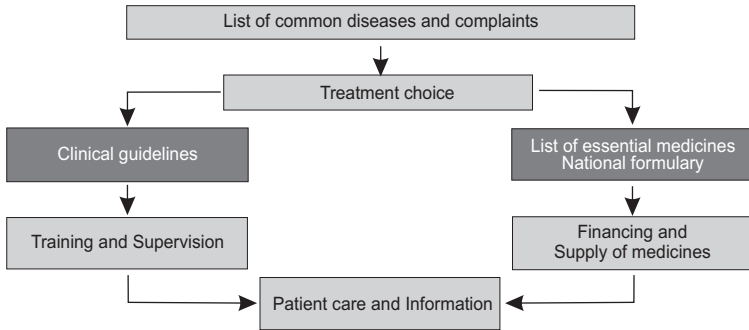 List of common diseases and complaints
Treatment choice
Clinical guidelines
List of essential medicines
National formulary
Training and Supervision
Financing and
Supply of medicines
Patient care and Information